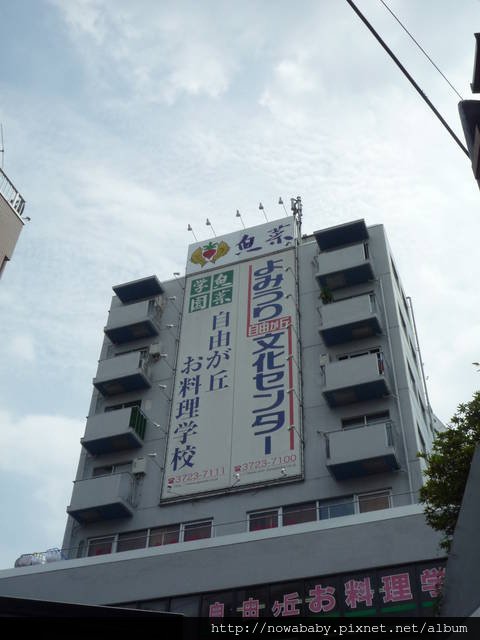 魚菜
よみうり
自由が丘
文化センター
☎3723-7100
魚菜
学園
自由が丘
お料理学校
☎3723-7111
自由ヶ丘お料理学
http://nowababy.pixnet.net/album